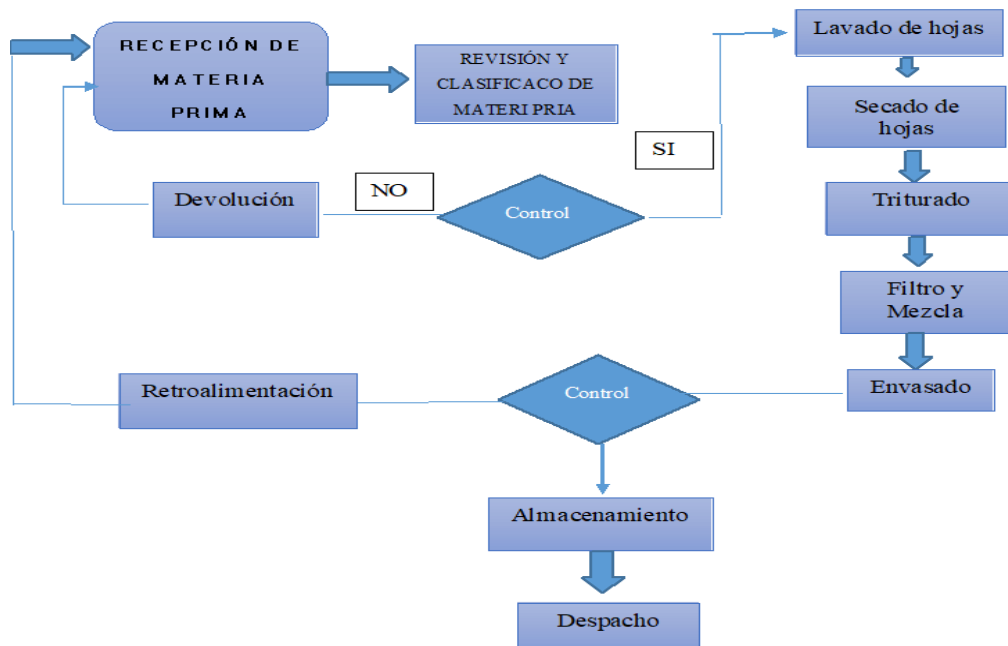 RECEPCIÓN DE
MATERIA
PRIMA
REVISIÓN Y
CLASIFICACO DE
MATERI PRIA
Lavado de hojas
Secado de
hojas
SI
NO
Devolución
Control
Triturado
Filtro y
Mezcla
Retroalimentación
Control
Envasado
Almacenamiento
Despacho